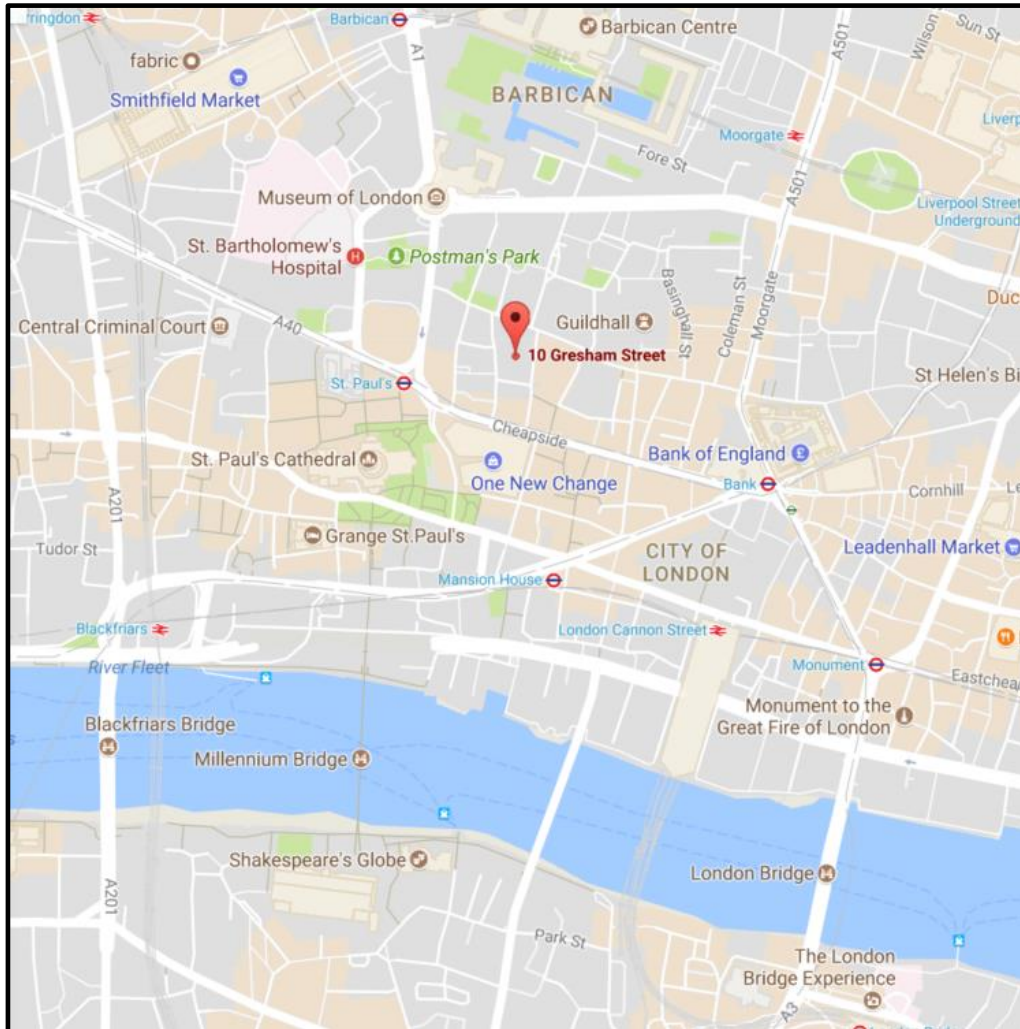 rringdon
Barbican
A1
Barbican Centre
A501
Wilson
Sun St
fabric
Smithfield Market
BARBICAN
Moorgate
Liverp
Fore St
A501
Museum of London
Liverpool Street
Underground
St. Bartholomew's
Hospital
Postman's Park
Basinghall St
Coleman St
Moorgate
Duc
Central Criminal Court
A40
Guildhall
10 Gresham Street
St Helen's Bi
St. Paul's
Cheapside
St. Paul's Cathedral
One New Change
Bank of England
Bank
Cornhill
Le
A201
Tudor St
Grange St.Paul's
CITY OF
LONDON
Leadenhall Market
Mansion House
Blackfriars
London Cannon Street
River Fleet
Monument
Eastchea
Blackfriars Bridge
Millennium Bridge
Monument to the
Great Fire of London
Shakespeare's Globe
London Bridge
A201
Park St
The London
Bridge Experience
A3